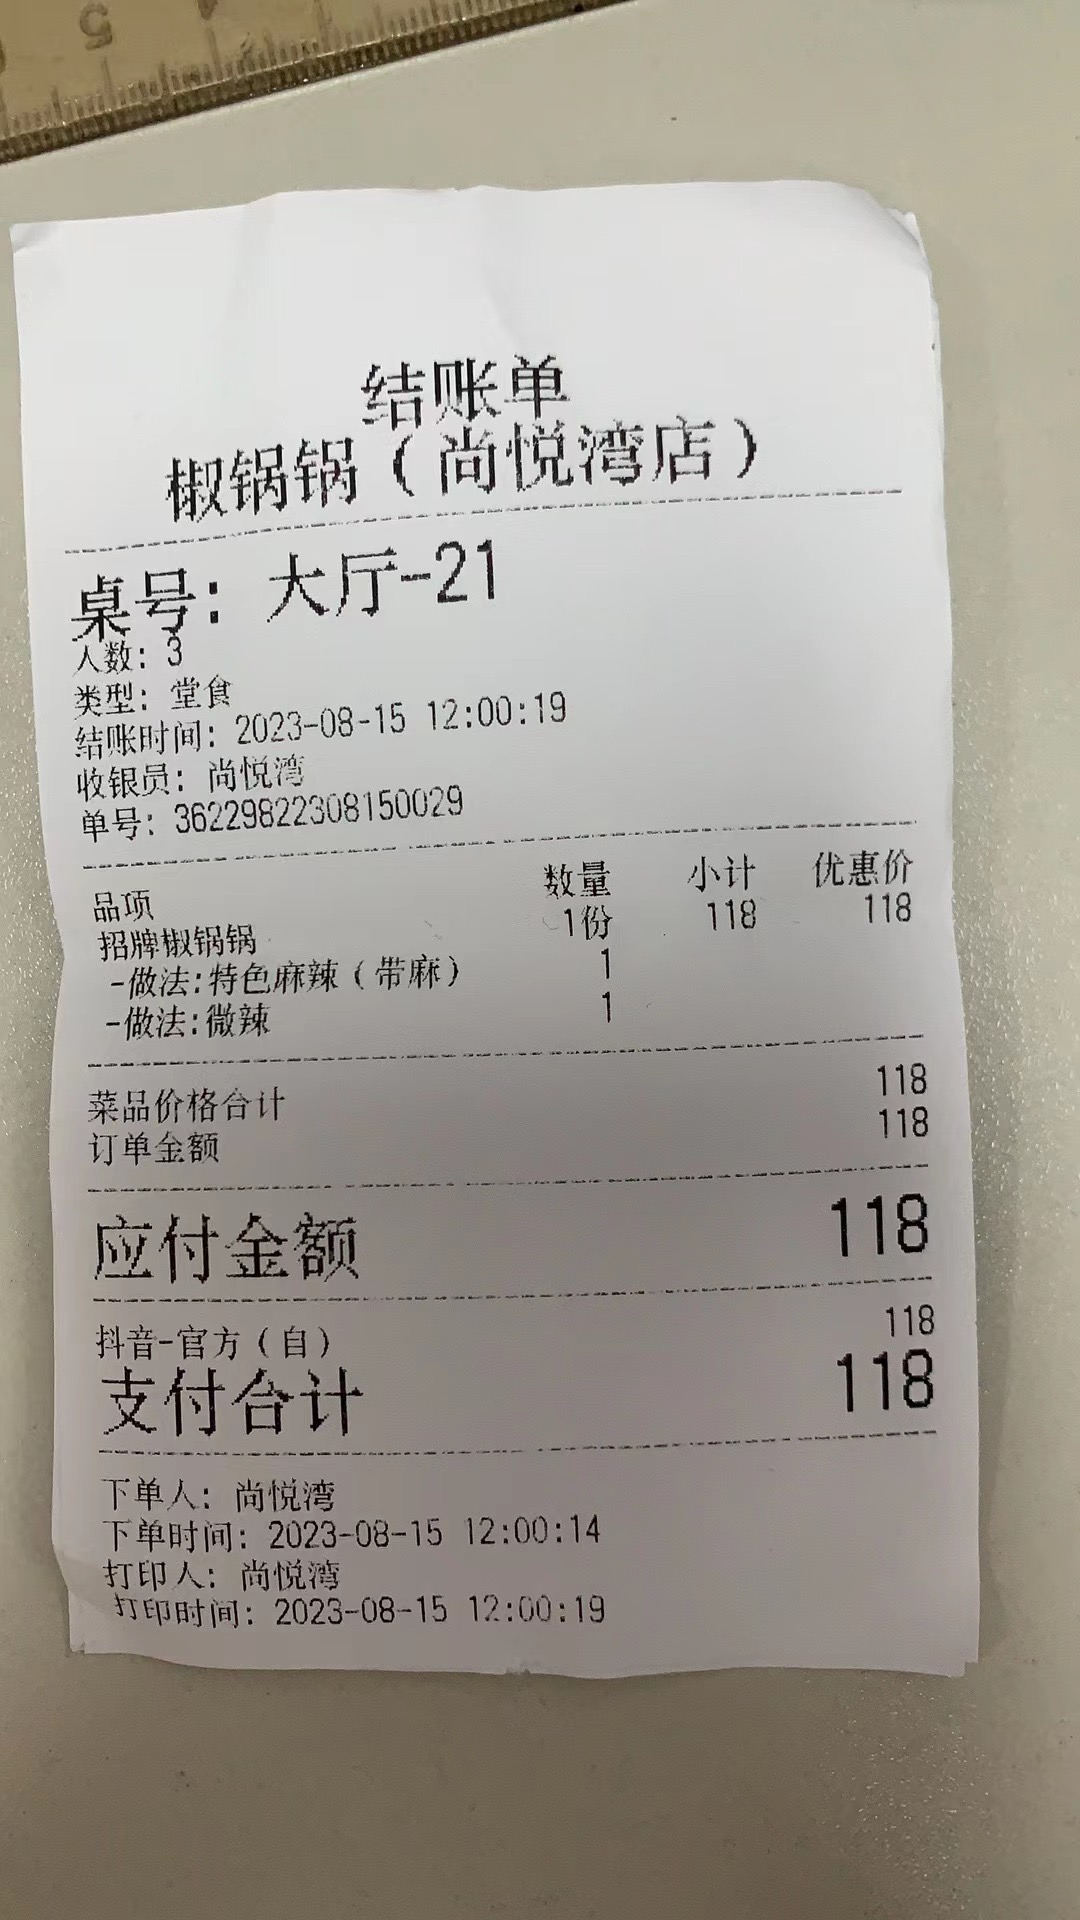 5
结账单
椒锅锅（尚悦湾店）
桌号：大厅-21
人数：3
类型：堂食
结账时间：2023-08-15 12:00:19
收银员：尚悦湾
单号：36229822308150029
品项 数量 小计 优惠价
招牌椒锅锅 1份 118 118
-做法:特色麻辣（带麻） 1
-做法:微辣 1
菜品价格合计 118
订单金额 118
应付金额 118
抖音-官方（自） 118
支付合计 118
下单人：尚悦湾
下单时间：2023-08-15 12:00:14
打印人：尚悦湾
打印时间：2023-08-15 12:00:19